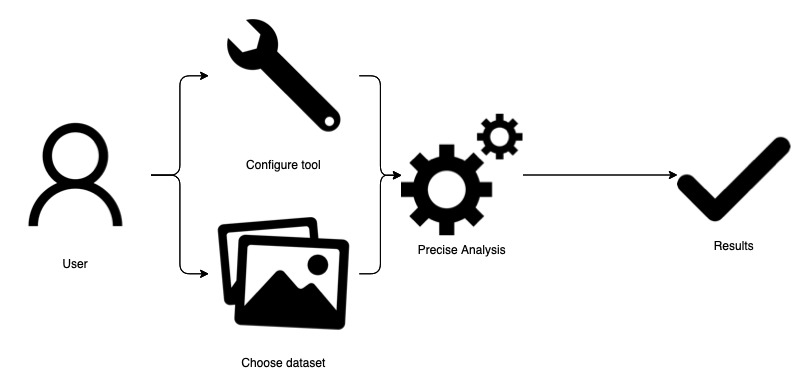 Configure tool
User
Precise Analysis
Results
Choose dataset